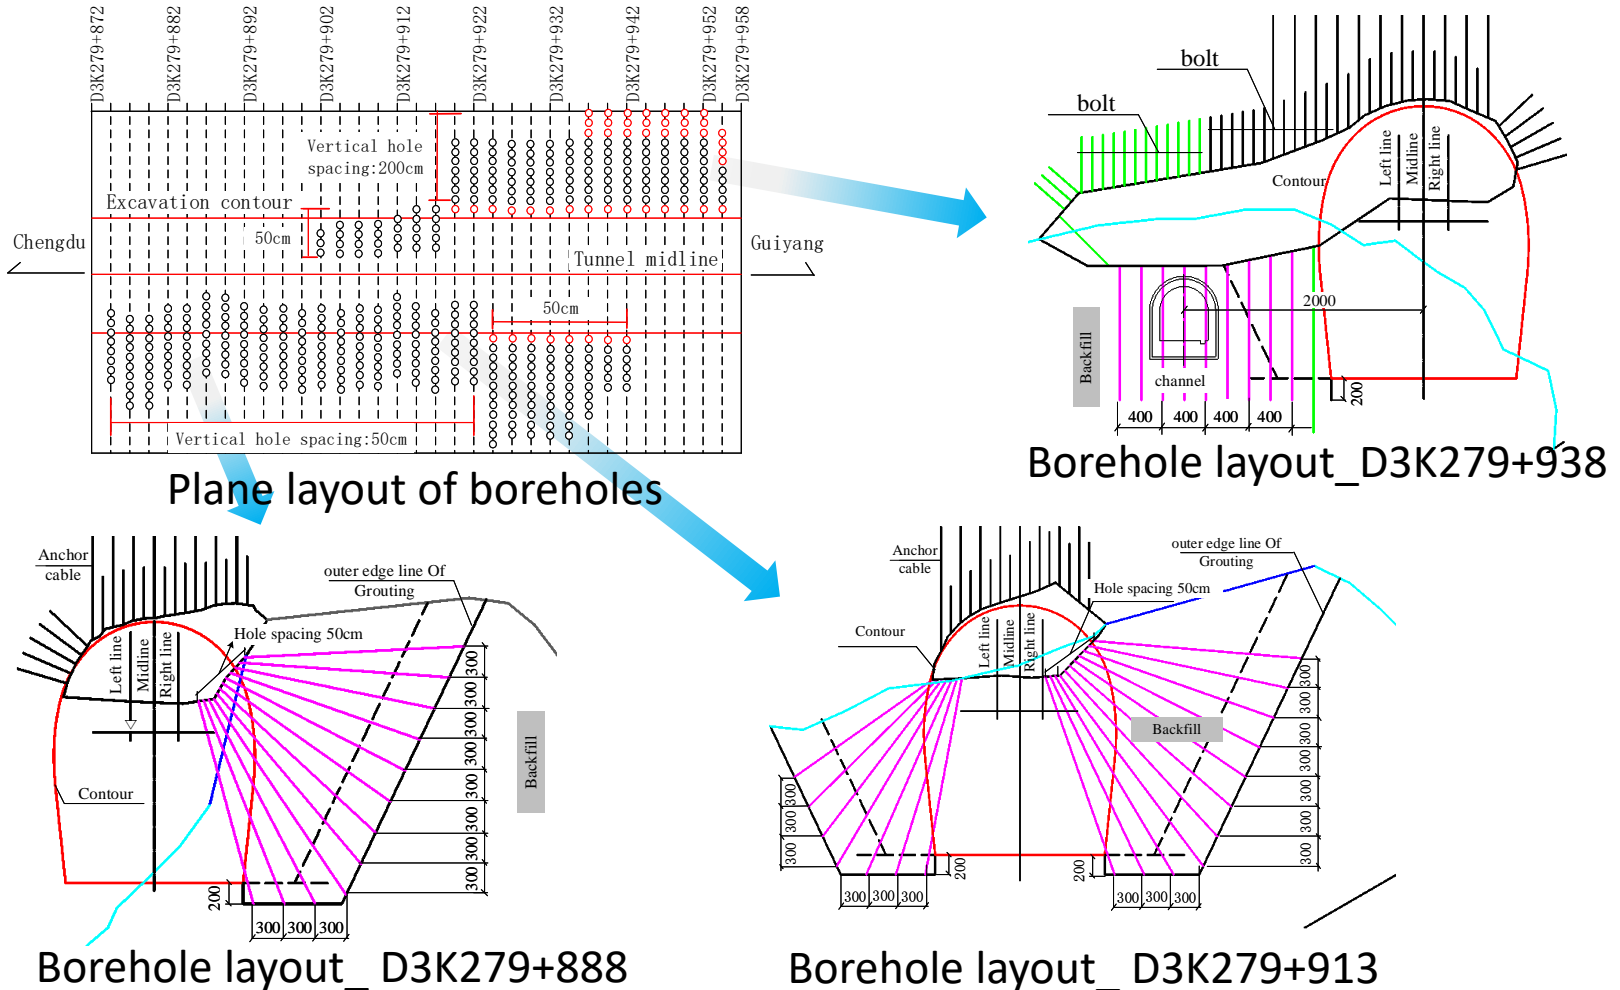 D3K279+872
D3K279+882
D3K279+892
D3K279+902
D3K279+912
D3K279+922
D3K279+932
D3K279+942
D3K279+952
D3K279+958
Vertical hole
spacing:200cm
Excavation contour
50cm
Chengdu
Guiyang
Tunnel midline
50cm
Vertical hole spacing:50cm
Plane layout of boreholes
bolt
bolt
Left line
Midline
Right line
Contour
2000
Backfill
channel
200
400
400
400
400
Borehole layout_D3K279+938
Anchor
cable
outer edge line Of
Grouting
Hole spacing 50cm
Left line
Midline
Right line
300
300
300
300
300
300
300
300
Backfill
Contour
200
300
300
300
Borehole layout_ D3K279+888
Anchor
cable
outer edge line Of
Grouting
Hole spacing 50cm
Contour
Left line
Midline
Right line
Backfill
300
300
300
300
300
300
300
300
300
300
200
200
300
300
300
300
300
300
Borehole layout_ D3K279+913